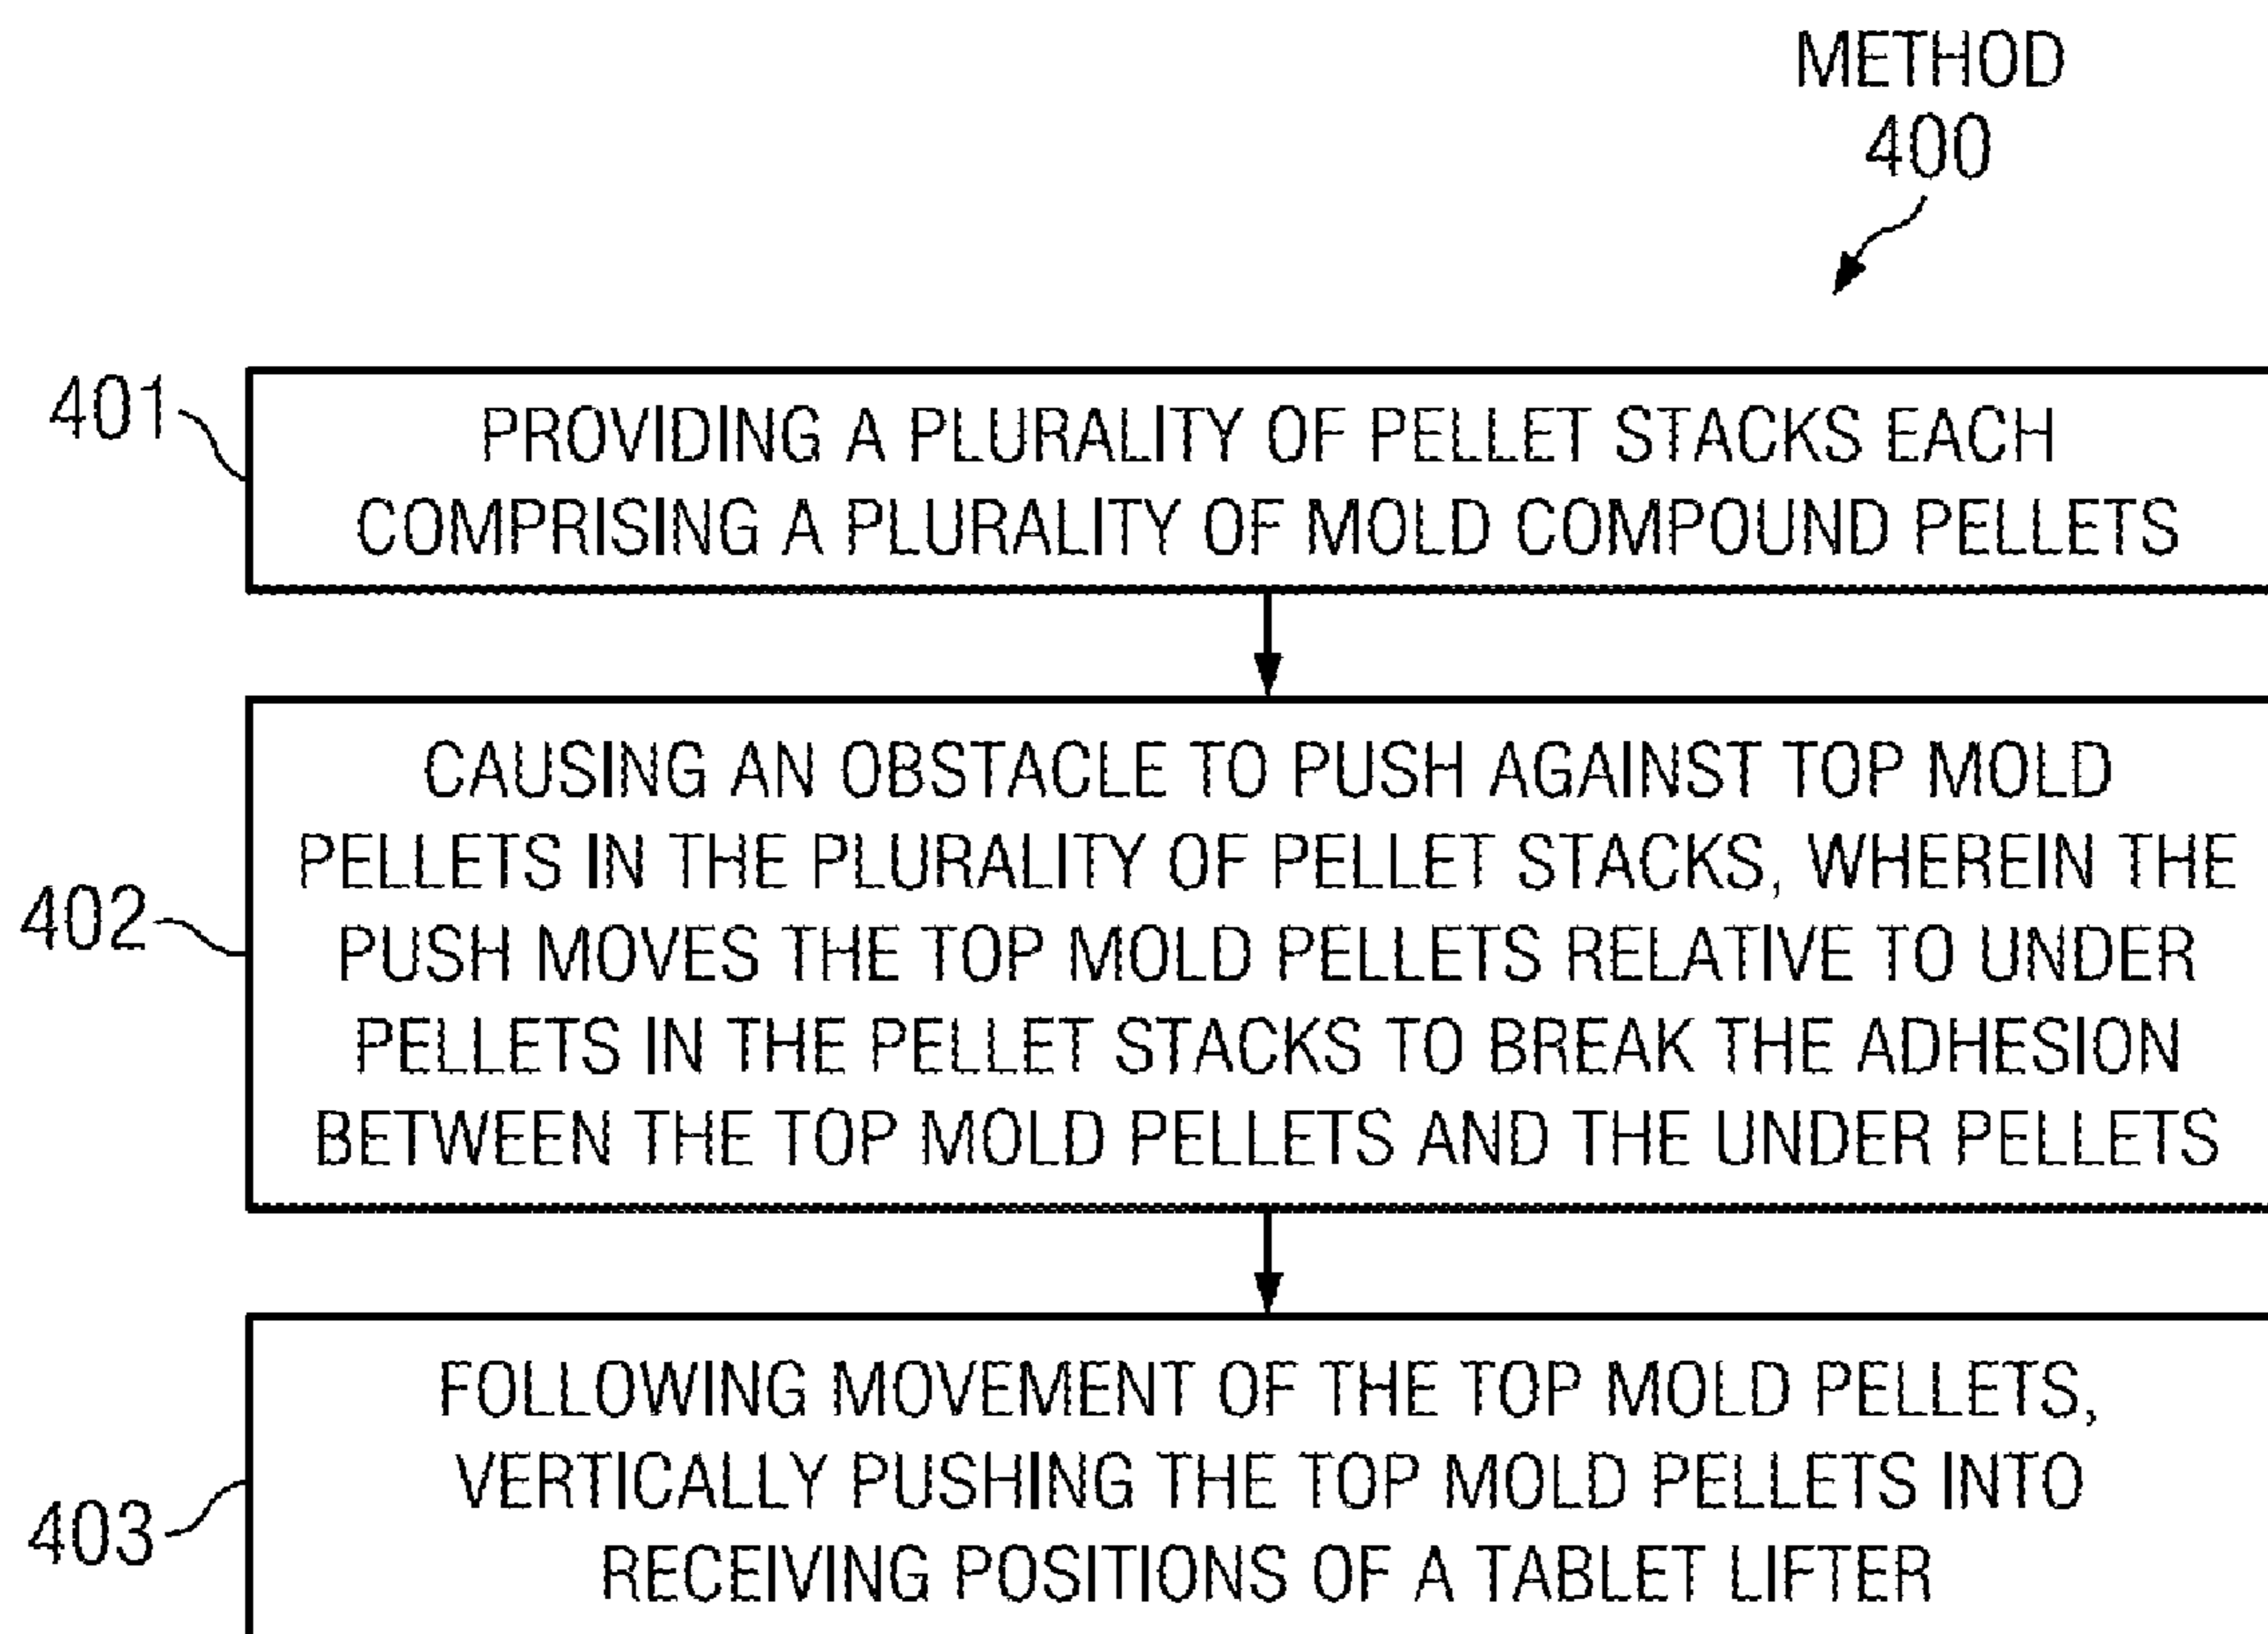 METHOD
400
401
PROVIDING A PLURALITY OF PELLET STACKS EACH
COMPRISING A PLURALITY OF MOLD COMPOUND PELLETS
402
CAUSING AN OBSTACLE TO PUSH AGAINST TOP MOLD
PELLETS IN THE PLURALITY OF PELLET STACKS, WHEREIN THE
PUSH MOVES THE TOP MOLD PELLETS RELATIVE TO UNDER
PELLETS IN THE PELLET STACKS TO BREAK THE ADHESION
BETWEEN THE TOP MOLD PELLETS AND THE UNDER PELLETS
403
FOLLOWING MOVEMENT OF THE TOP MOLD PELLETS,
VERTICALLY PUSHING THE TOP MOLD PELLETS INTO
RECEIVING POSITIONS OF A TABLET LIFTER